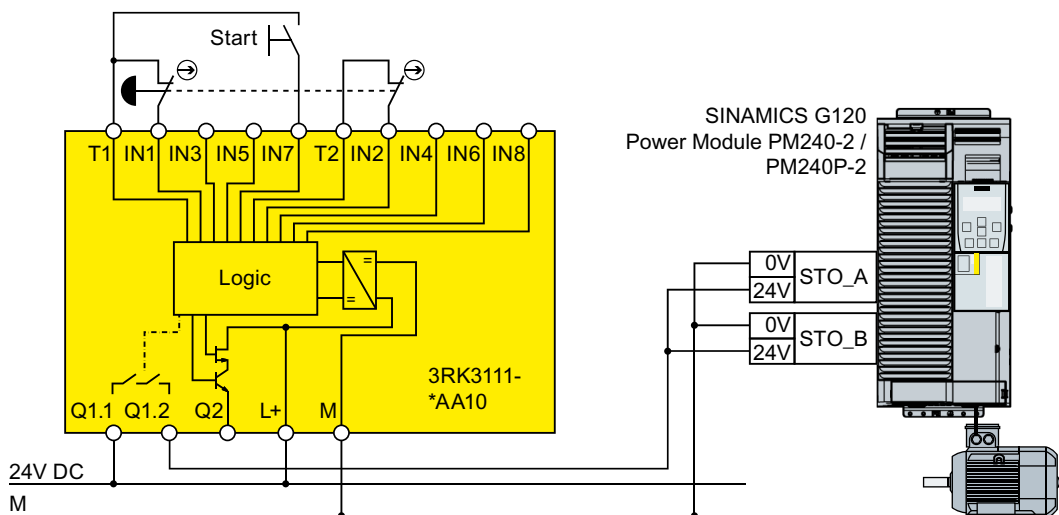 Start
SINAMICS G120
Power Module PM240-2 /
PM240P-2
T1 IN1 IN3 IN5 IN7 T2 IN2 IN4 IN6 IN8
Logic
=
=
0V
24V
STO_A
0V
24V
STO_B
3RK3111-
*AA10
Q1.1 Q1.2 Q2 L+ M
24V DC
M